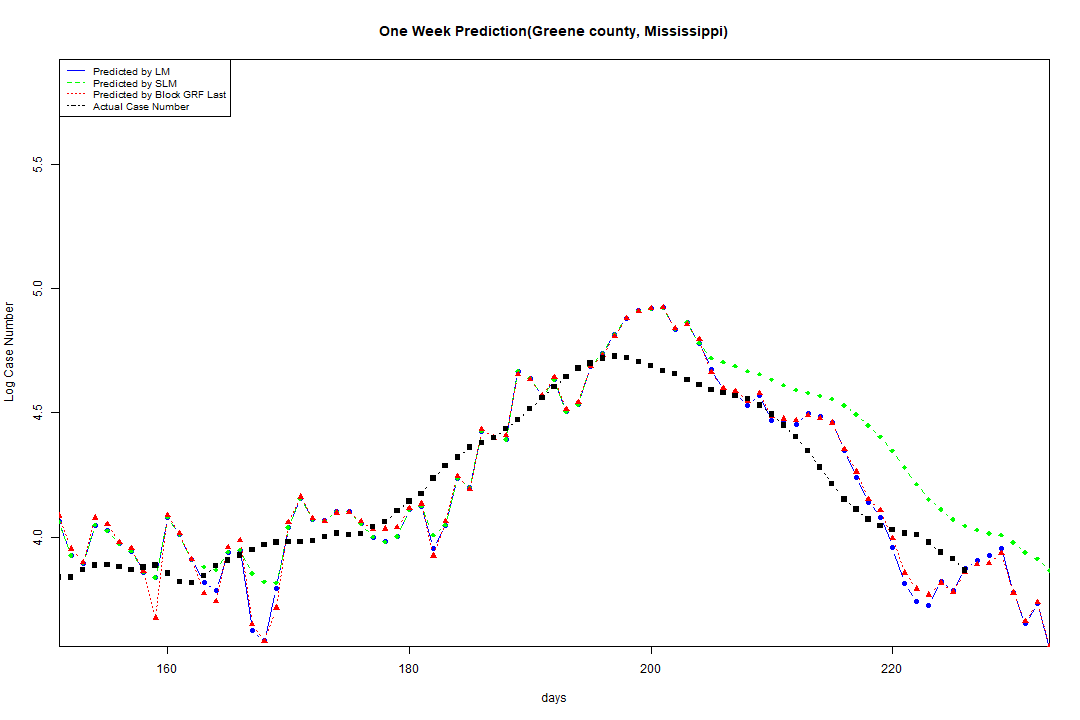 One Week Prediction(Greene county, Mississippi)
Predicted by LM
Predicted by SLM
Predicted by Block GRF Last
Actual Case Number
5.5
5.0
4.5
4.0
Log Case Number
160 180 200 220
days